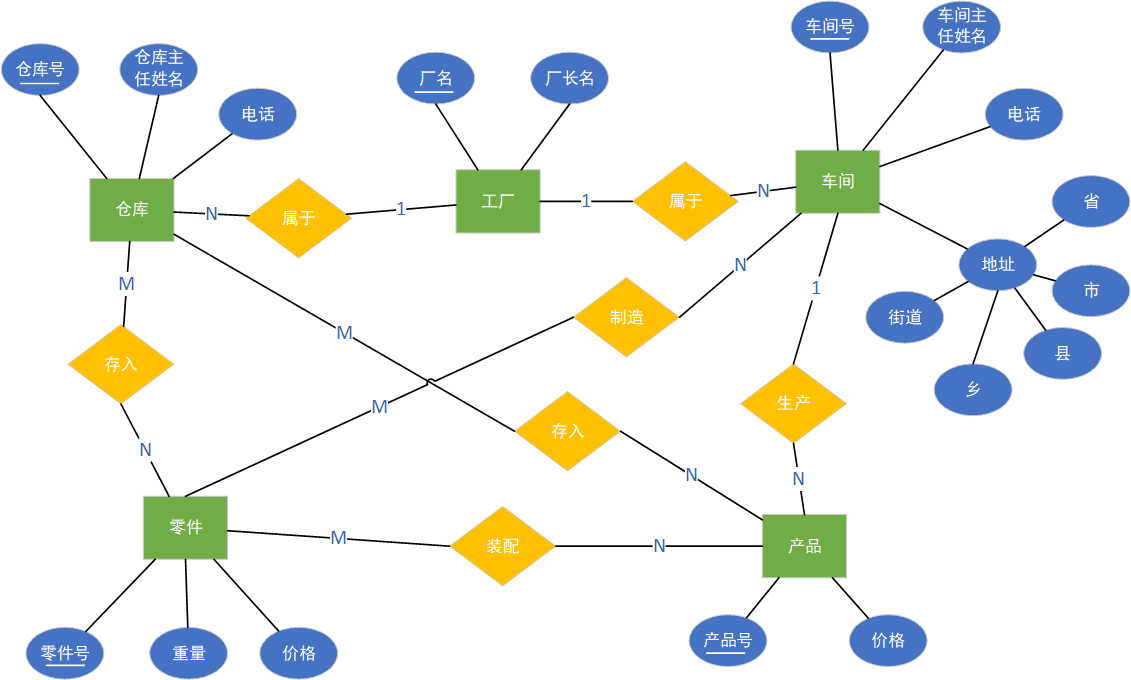 车间号
车间主
任姓名
仓库号
仓库主
任姓名
厂名
厂长名
电话
电话
仓库
N
属于
1
工厂
1
属于
N
车间
省
地址
市
街道
县
乡
M
N
1
制造
M
存入
M
生产
存入
N
N
N
零件
M
装配
N
产品
零件号
重量
价格
产品号
价格